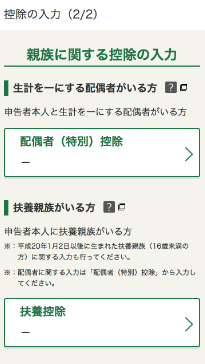 控除の入力（2/2）
親族に関する控除の入力
生計を一にする配偶者がいる方 ?
申告者本人と生計を一にする配偶者がいる方
配偶者（特別）控除
－
扶養親族がいる方 ?
申告者本人に扶養親族がいる方
※：平成20年1月2日以後に生まれた扶養親族（16歳未満の
方）に関する入力も行ってください。
※：配偶者に関する入力は「配偶者（特別）控除」から入力し
てください。
扶養控除
－